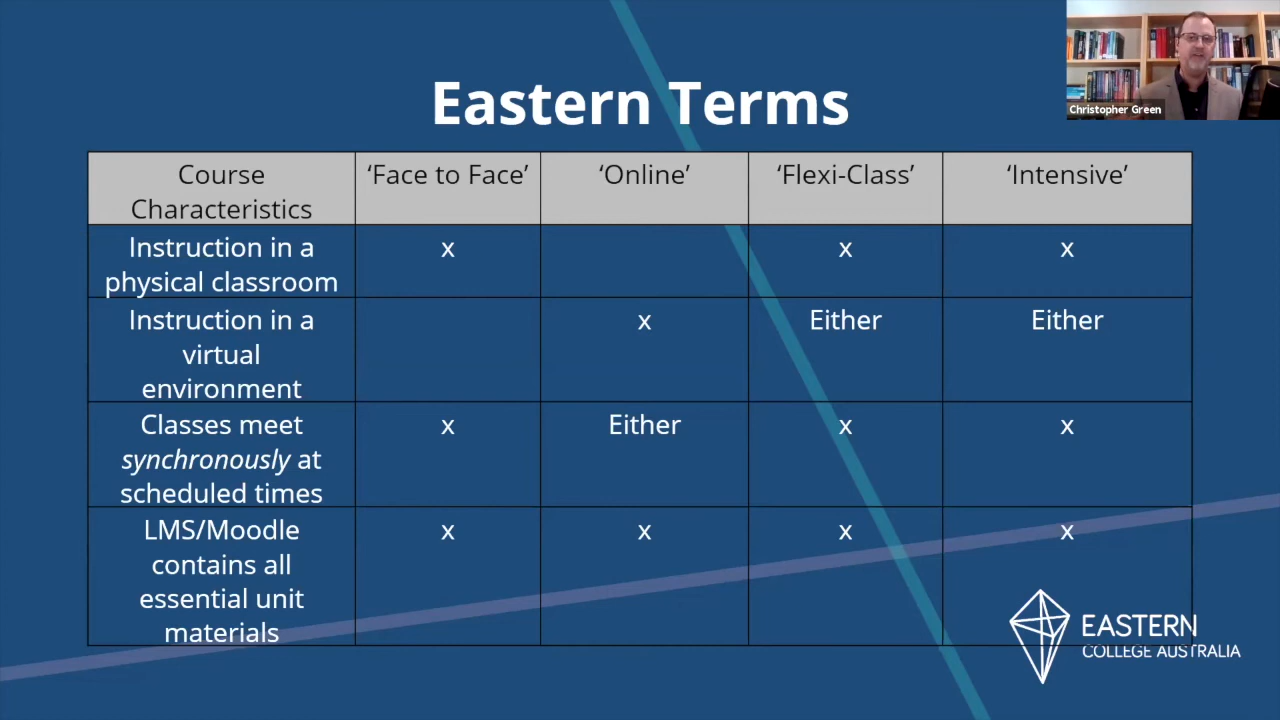 Christopher Green
Eastern Terms
Course
Characteristics
‘Face to Face’
‘Online’
‘Flexi-Class’
‘Intensive’
Instruction in a
physical classroom
x
x
x
Instruction in a
virtual
environment
x
Either
Either
Classes meet
synchronously at
scheduled times
x
Either
x
x
LMS/Moodle
contains all
essential unit
materials
x
x
x
x
EASTERN
COLLEGE AUSTRALIA